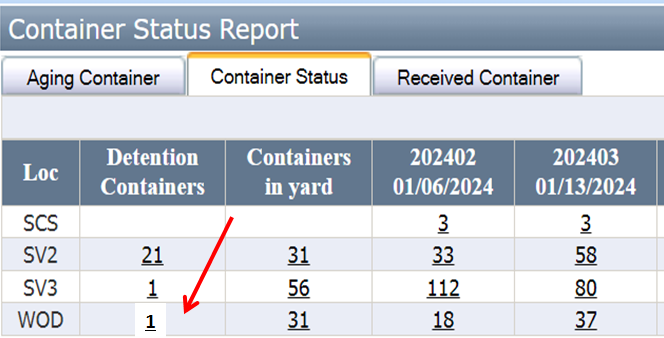 Container Status Report
Aging Container Container Status Received Container
Loc Detention Containers Containers in yard 202402 01/06/2024 202403 01/13/2024
SCS 3 3
SV2 21 31 33 58
SV3 1 56 112 80
WOD 1 31 18 37